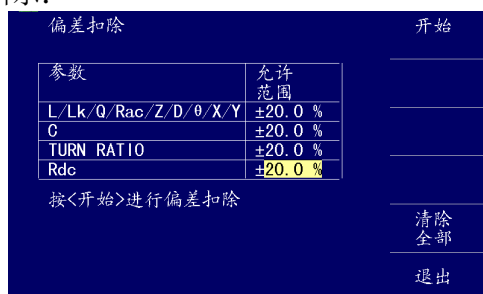 偏差扣除 开始
参数 允许
范围
L/Lk/Q/Rac/Z/D/θ/X/Y ±20.0 %
C ±20.0 %
TURN RATIO ±20.0 %
Rdc ±20.0 %
按<开始>进行偏差扣除
清除
全部
退出